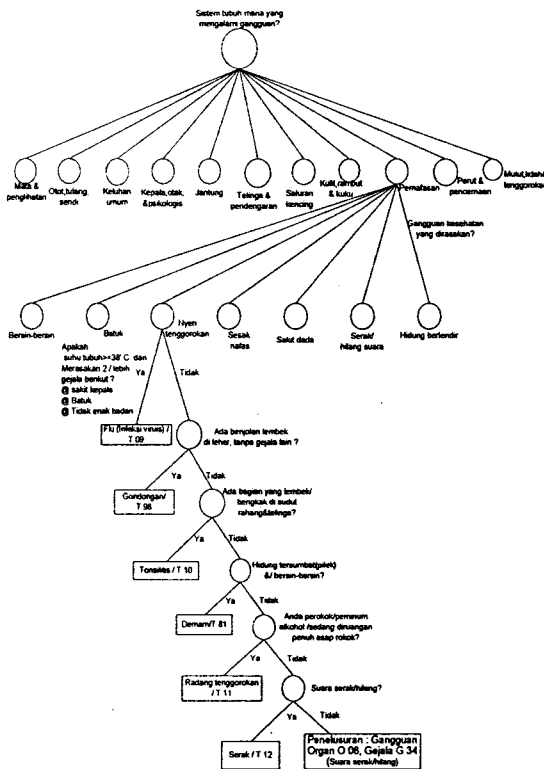 Sistem tubuh mana yang
mengalami gangguan?
Mata &
penglihatan
Otot,tulang,
sendi
Keluhan
umum
Kepala,otak,
&psikologis
Jantung
Telinga &
pendengaran
Saluran
kencing
Kulit,rambut
& kuku
Pernafasan
Perut &
pencernaan
Mulut,lidah&
tenggorokan
Gangguan kesehatan
yang dirasakan?
Bersin-bersin
Batuk
Nyeri
tenggorokan
Sesak
nafas
Sakit dada
Serak/
hilang suara
Hidung berlendir
Apakah
suhu tubuh>=38' C dan
Merasakan 2 / lebih
gejala berikut ?
@ sakit kepala
@ Batuk
@ Tidak enak badan
Ya
Tidak
Flu (Infeksi virus) /
T 09
Ada benjolan lembek
di leher, tanpa gejala lain ?
Ya
Tidak
Gondongan/
T 98
Ada bagian yang lembek/
bengkak di sudut
rahang&telinga?
Ya
Tidak
Tonsilitis / T 10
Hidung tersumbat(pilek)
&/ bersin-bersin?
Ya
Tidak
Demam/T 81
Anda perokok/peminum
alkohol /sedang diruangan
penuh asap rokok?
Ya
Tidak
Radang tenggorokan
/ T 11
Suara serak/hilang?
Ya
Tidak
Serak / T 12
Penelusuran : Gangguan
Organ O 08, Gejala G 34
(Suara serak/hilang)